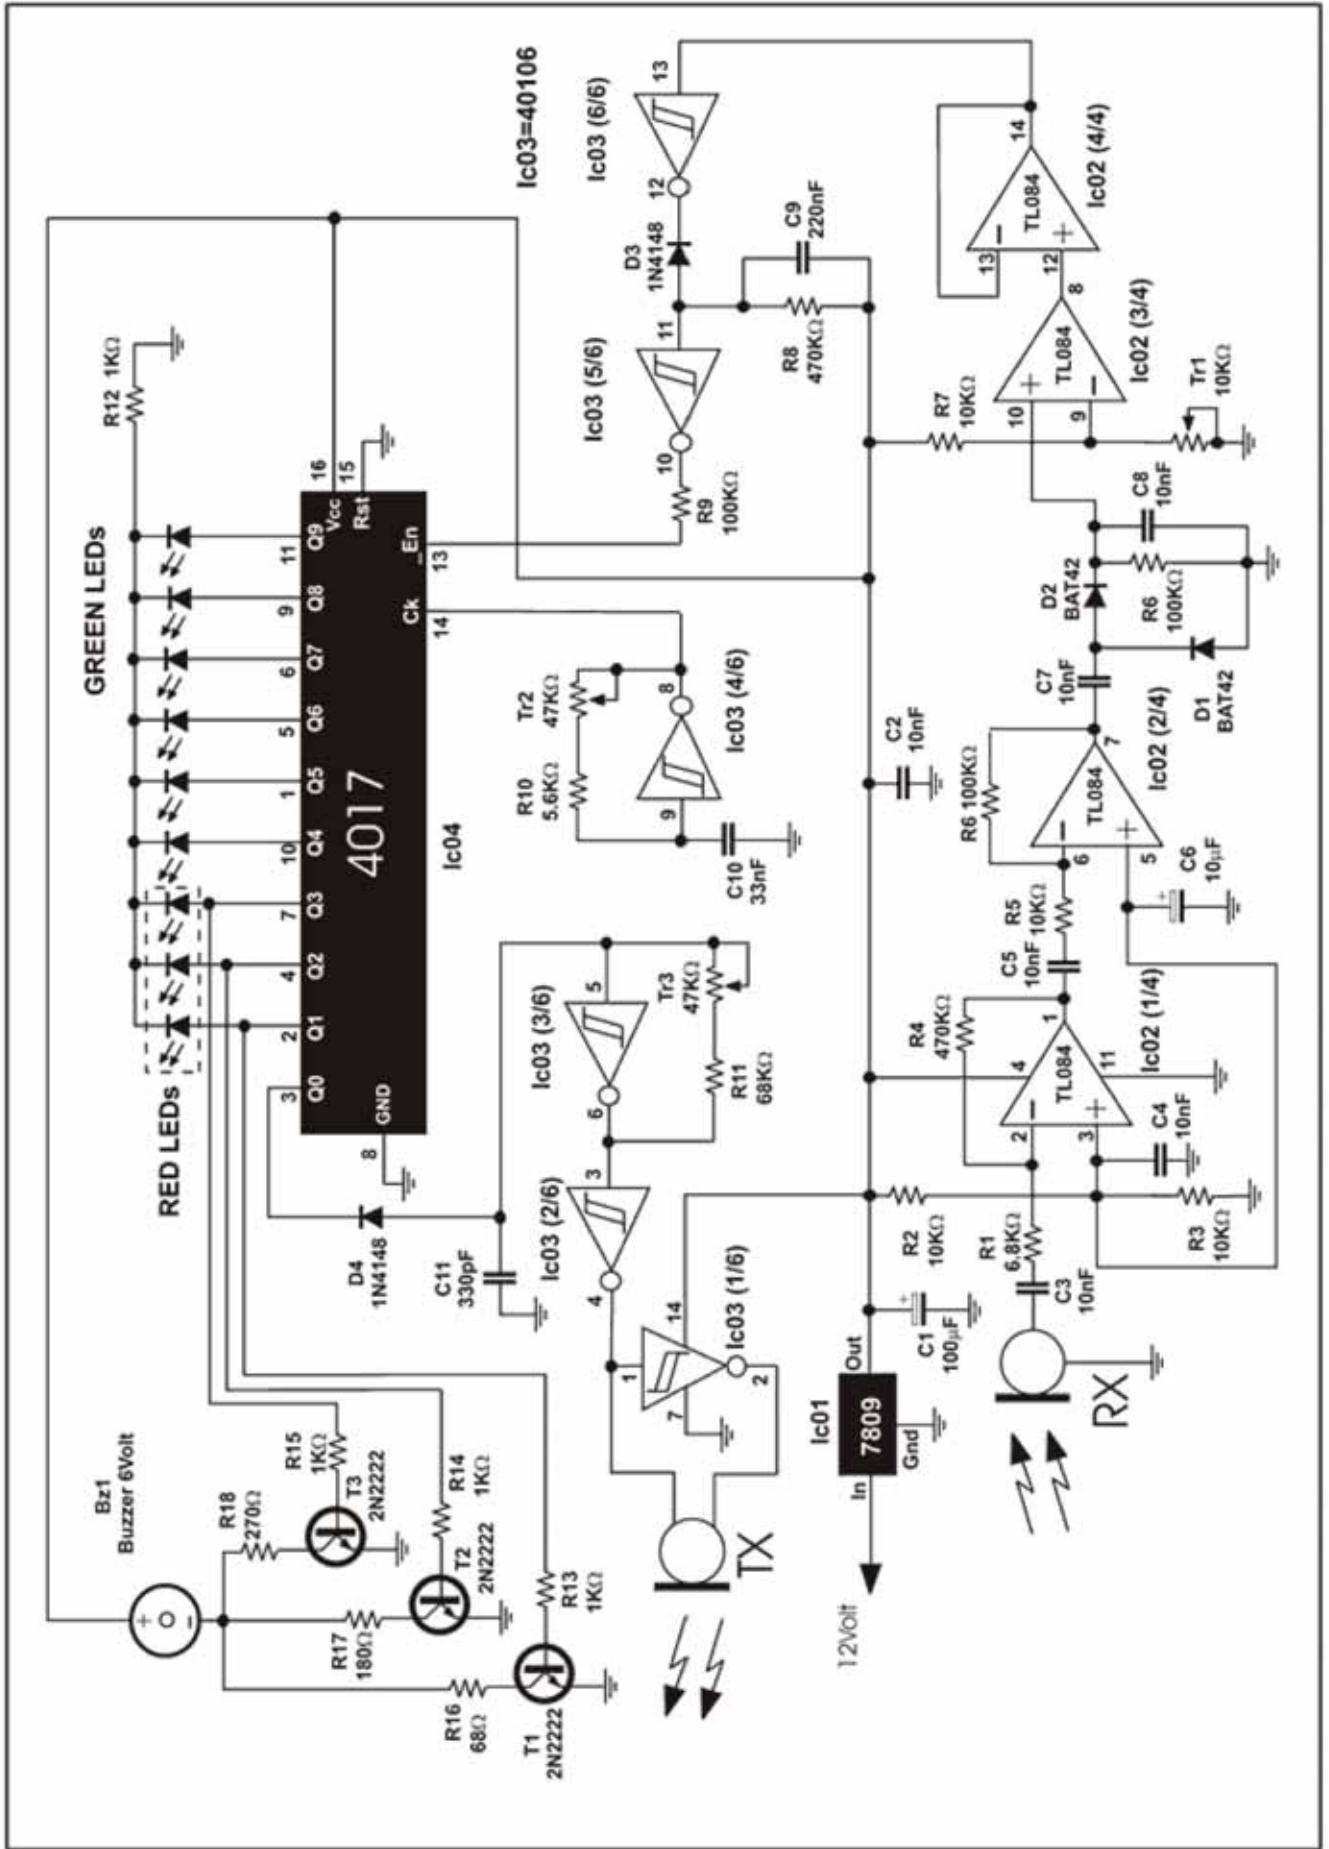 Bz1
Buzzer 6Volt
R18
270Ω
R15
1KΩ
T3
2N2222
R17
180Ω
R14
1KΩ
T2
2N2222
R16
68Ω
R13
1KΩ
T1
2N2222
RED LEDs
GREEN LEDs
R12 1KΩ
3
2
4
7
10
1
5
6
9
11
Q0
Q1
Q2
Q3
Q4
Q5
Q6
Q7
Q8
Q9
16
Vcc
15
Rst
GND
8
4017
Ck
_En
14
13
Ic04
D4
1N4148
C11
330pF
Ic03 (3/6)
5
6
Tr3
47KΩ
R11
68KΩ
Ic03 (2/6)
3
4
Ic03 (1/6)
1
14
7
2
TX
R10
5.6KΩ
Tr2
47KΩ
9
8
Ic03 (4/6)
C10
33nF
Ic03=40106
Ic03 (6/6)
13
12
D3
1N4148
Ic03 (5/6)
11
10
R9
100KΩ
C9
220nF
R8
470KΩ
12Volt
Ic01
7809
In
Out
Gnd
C1
+
100µF
C2
10nF
RX
C3
10nF
R1
6.8KΩ
R2
10KΩ
R3
10KΩ
C4
10nF
R4
470KΩ
2
3
4
11
1
TL084
Ic02 (1/4)
C5
10nF
R5
10KΩ
R6 100KΩ
6
5
7
TL084
Ic02 (2/4)
C6
+
10µF
C7
10nF
D1
BAT42
D2
BAT42
R6
100KΩ
C8
10nF
R7
10KΩ
Tr1
10KΩ
10
9
8
TL084
Ic02 (3/4)
13
12
14
TL084
Ic02 (4/4)